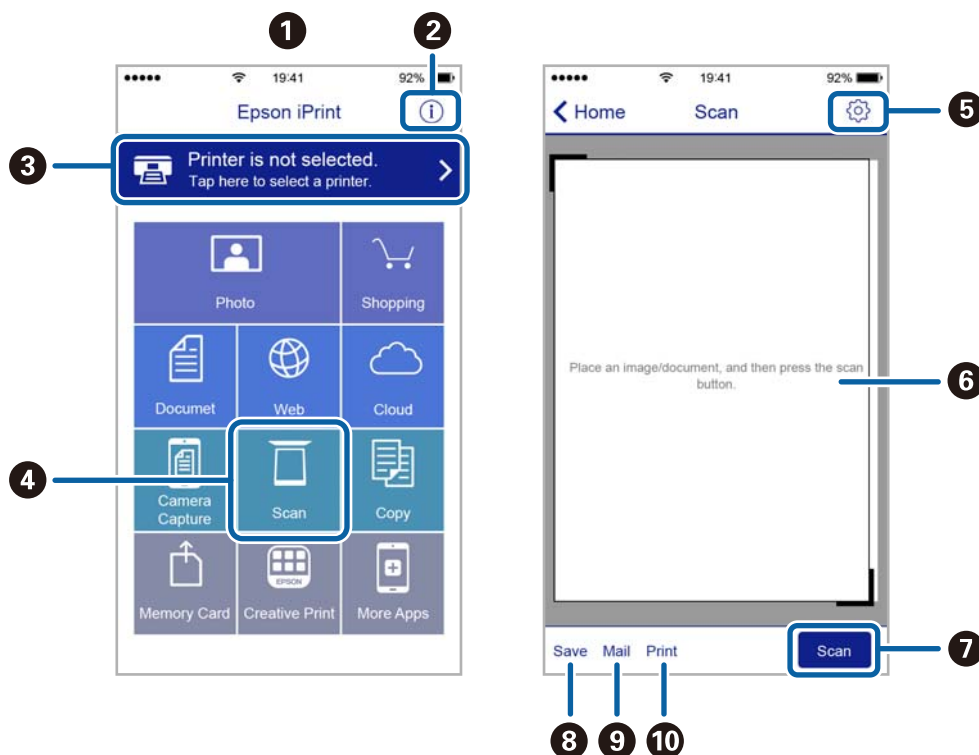 1
2
19:41
92%
Epson iPrint
i
3
Printer is not selected.
Tap here to select a printer.
Photo
Shopping
Documet
Web
Cloud
4
Camera
Capture
Scan
Copy
EPSON
Memory Card
Creative Print
More Apps
19:41
92%
Home
Scan
5
Place an image/document, and then press the scan
button.
6
Save Mail Print
Scan
7
8
9
10